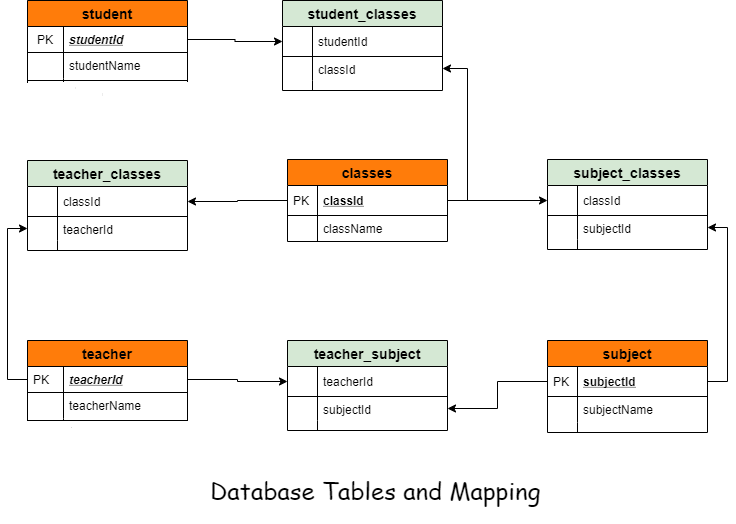 student
PK studentId
studentName
student_classes
studentId
classId
teacher_classes
classId
teacherId
classes
PK classId
className
subject_classes
classId
subjectId
teacher
PK teacherId
teacherName
teacher_subject
teacherId
subjectId
subject
PK subjectId
subjectName
Database Tables and Mapping